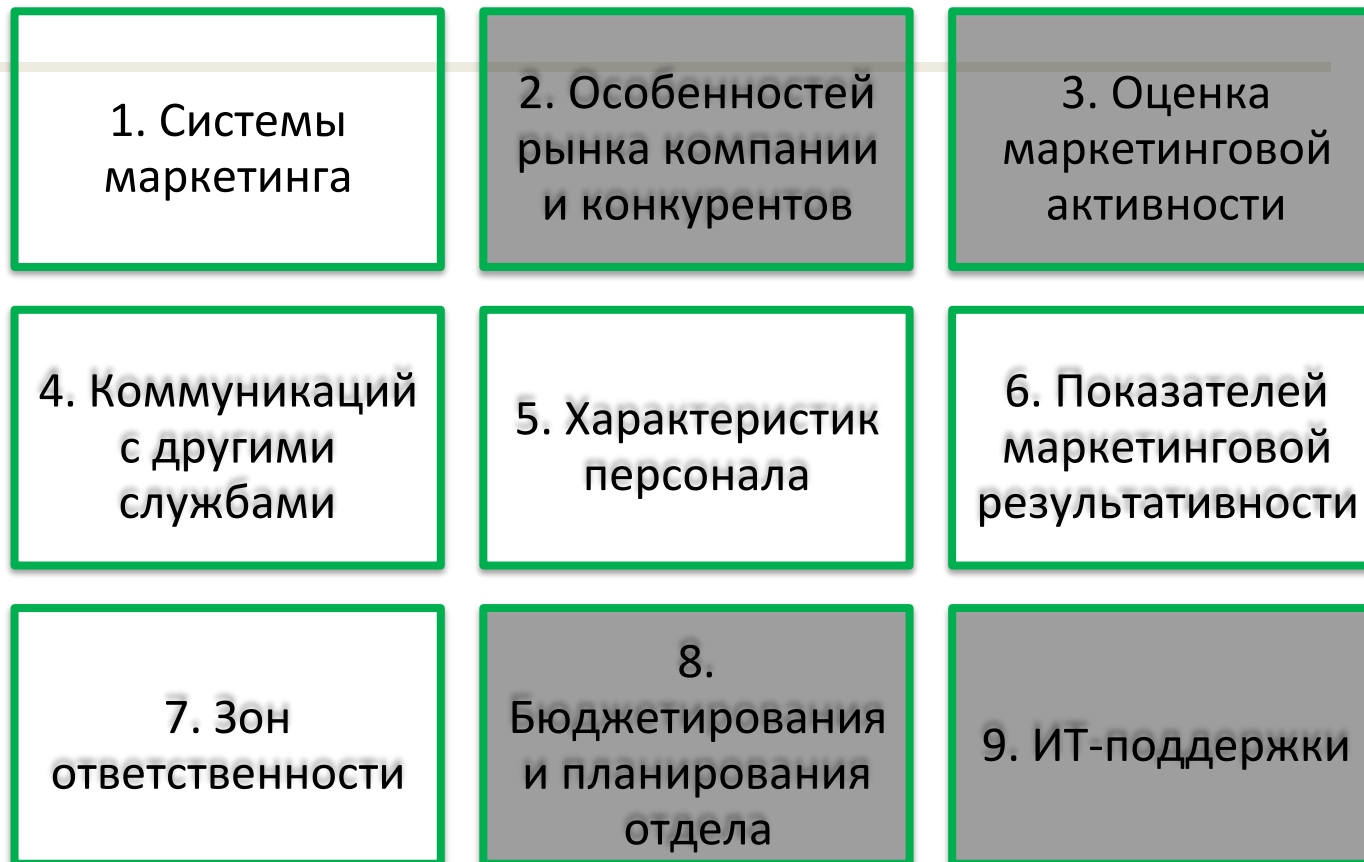 1. Системы
маркетинга
2. Особенностей
рынка компании
и конкурентов
3. Оценка
маркетинговой
активности
4. Коммуникаций
с другими
службами
5. Характеристик
персонала
6. Показателей
маркетинговой
результативности
7. Зон
ответственности
8.
Бюджетирования
и планирования
отдела
9. ИТ-поддержки